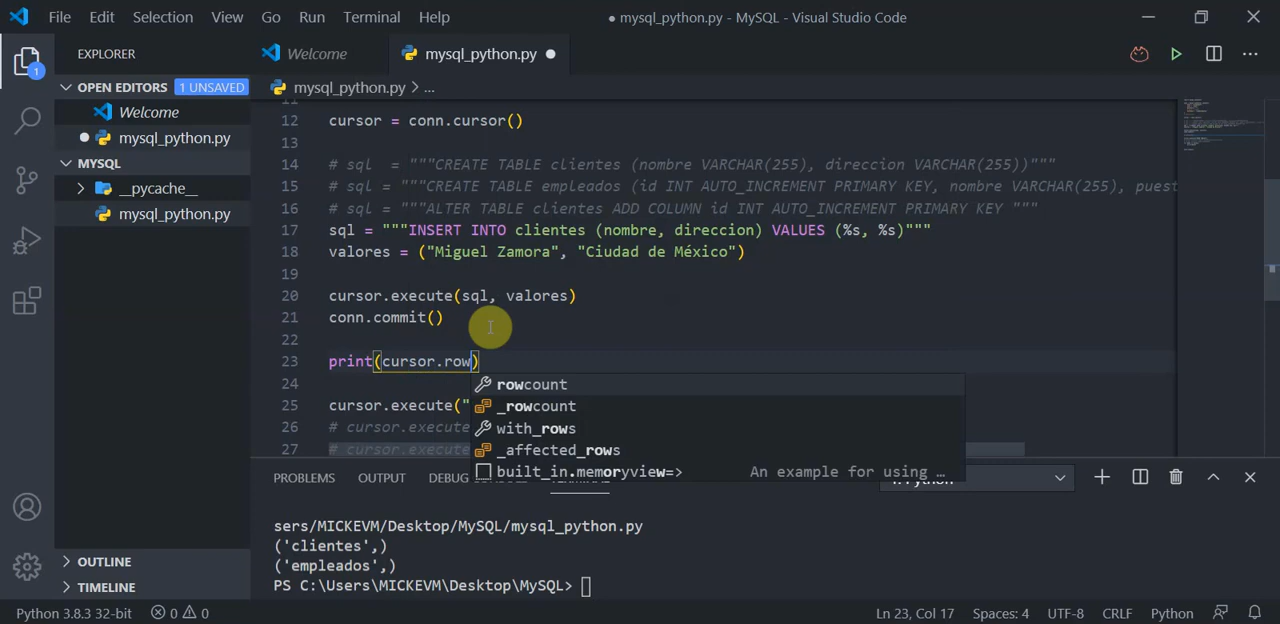 File Edit Selection View Go Run Terminal Help ● mysql_python.py - MySQL - Visual Studio Code
EXPLORER
Welcome
mysql_python.py
OPEN EDITORS 1 UNSAVED
Welcome
mysql_python.py
MYSQL
__pycache__
mysql_python.py
OUTLINE
TIMELINE
mysql_python.py > ...
12 cursor = conn.cursor()
13
14 # sql  = """CREATE TABLE clientes (nombre VARCHAR(255), direccion VARCHAR(255))"""
15 # sql = """CREATE TABLE empleados (id INT AUTO_INCREMENT PRIMARY KEY, nombre VARCHAR(255), puest
16 # sql = """ALTER TABLE clientes ADD COLUMN id INT AUTO_INCREMENT PRIMARY KEY """
17 sql = """INSERT INTO clientes (nombre, direccion) VALUES (%s, %s)"""
18 valores = ("Miguel Zamora", "Ciudad de México")
19
20 cursor.execute(sql, valores)
21 conn.commit()
22
23 print(cursor.row)
24
25 cursor.execute("
26 # cursor.execute
27 # cursor.execute
rowcount
_rowcount
with_rows
_affected_rows
built_in.memoryview=> An example for using ...
PROBLEMS OUTPUT DEBUG
sers/MICKEVM/Desktop/MySQL/mysql_python.py
('clientes',)
('empleados',)
PS C:\Users\MICKEVM\Desktop\MySQL>
Python 3.8.3 32-bit 0 0 Ln 23, Col 17 Spaces: 4 UTF-8 CRLF Python